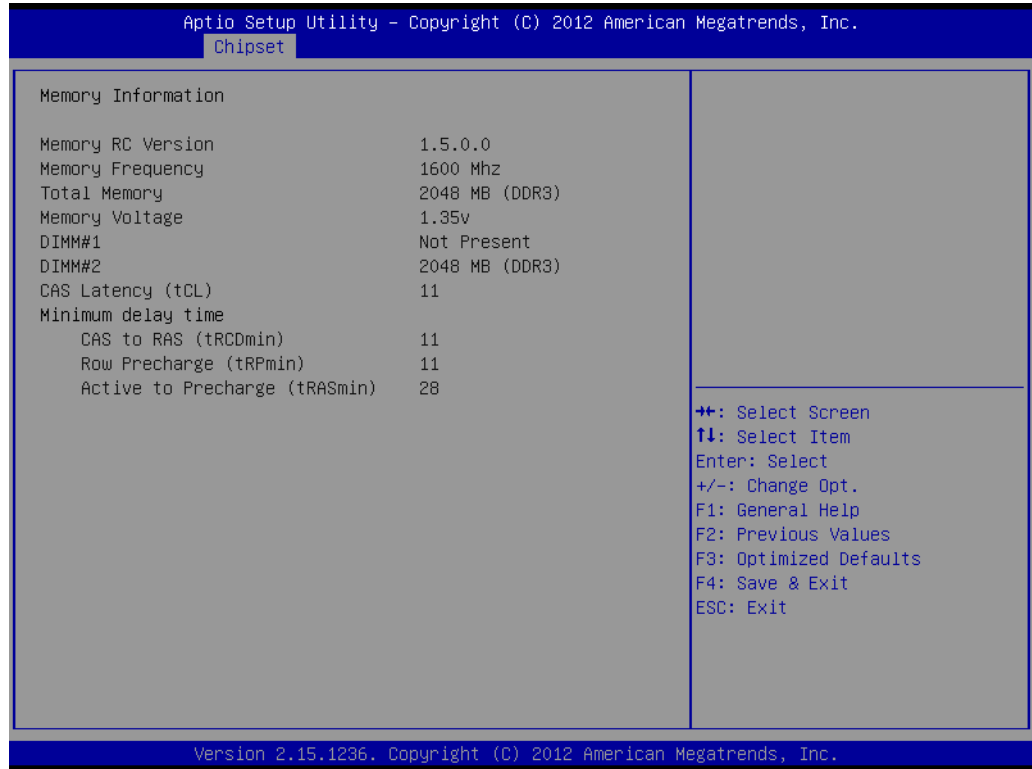 Aptio Setup Utility – Copyright (C) 2012 American Megatrends, Inc.
Chipset
Memory Information
Memory RC Version 1.5.0.0
Memory Frequency 1600 Mhz
Total Memory 2048 MB (DDR3)
Memory Voltage 1.35v
DIMM#1 Not Present
DIMM#2 2048 MB (DDR3)
CAS Latency (tCL) 11
Minimum delay time
CAS to RAS (tRCDmin) 11
Row Precharge (tRPmin) 11
Active to Precharge (tRASmin) 28
→←: Select Screen
↑↓: Select Item
Enter: Select
+/-: Change Opt.
F1: General Help
F2: Previous Values
F3: Optimized Defaults
F4: Save & Exit
ESC: Exit
Version 2.15.1236. Copyright (C) 2012 American Megatrends, Inc.